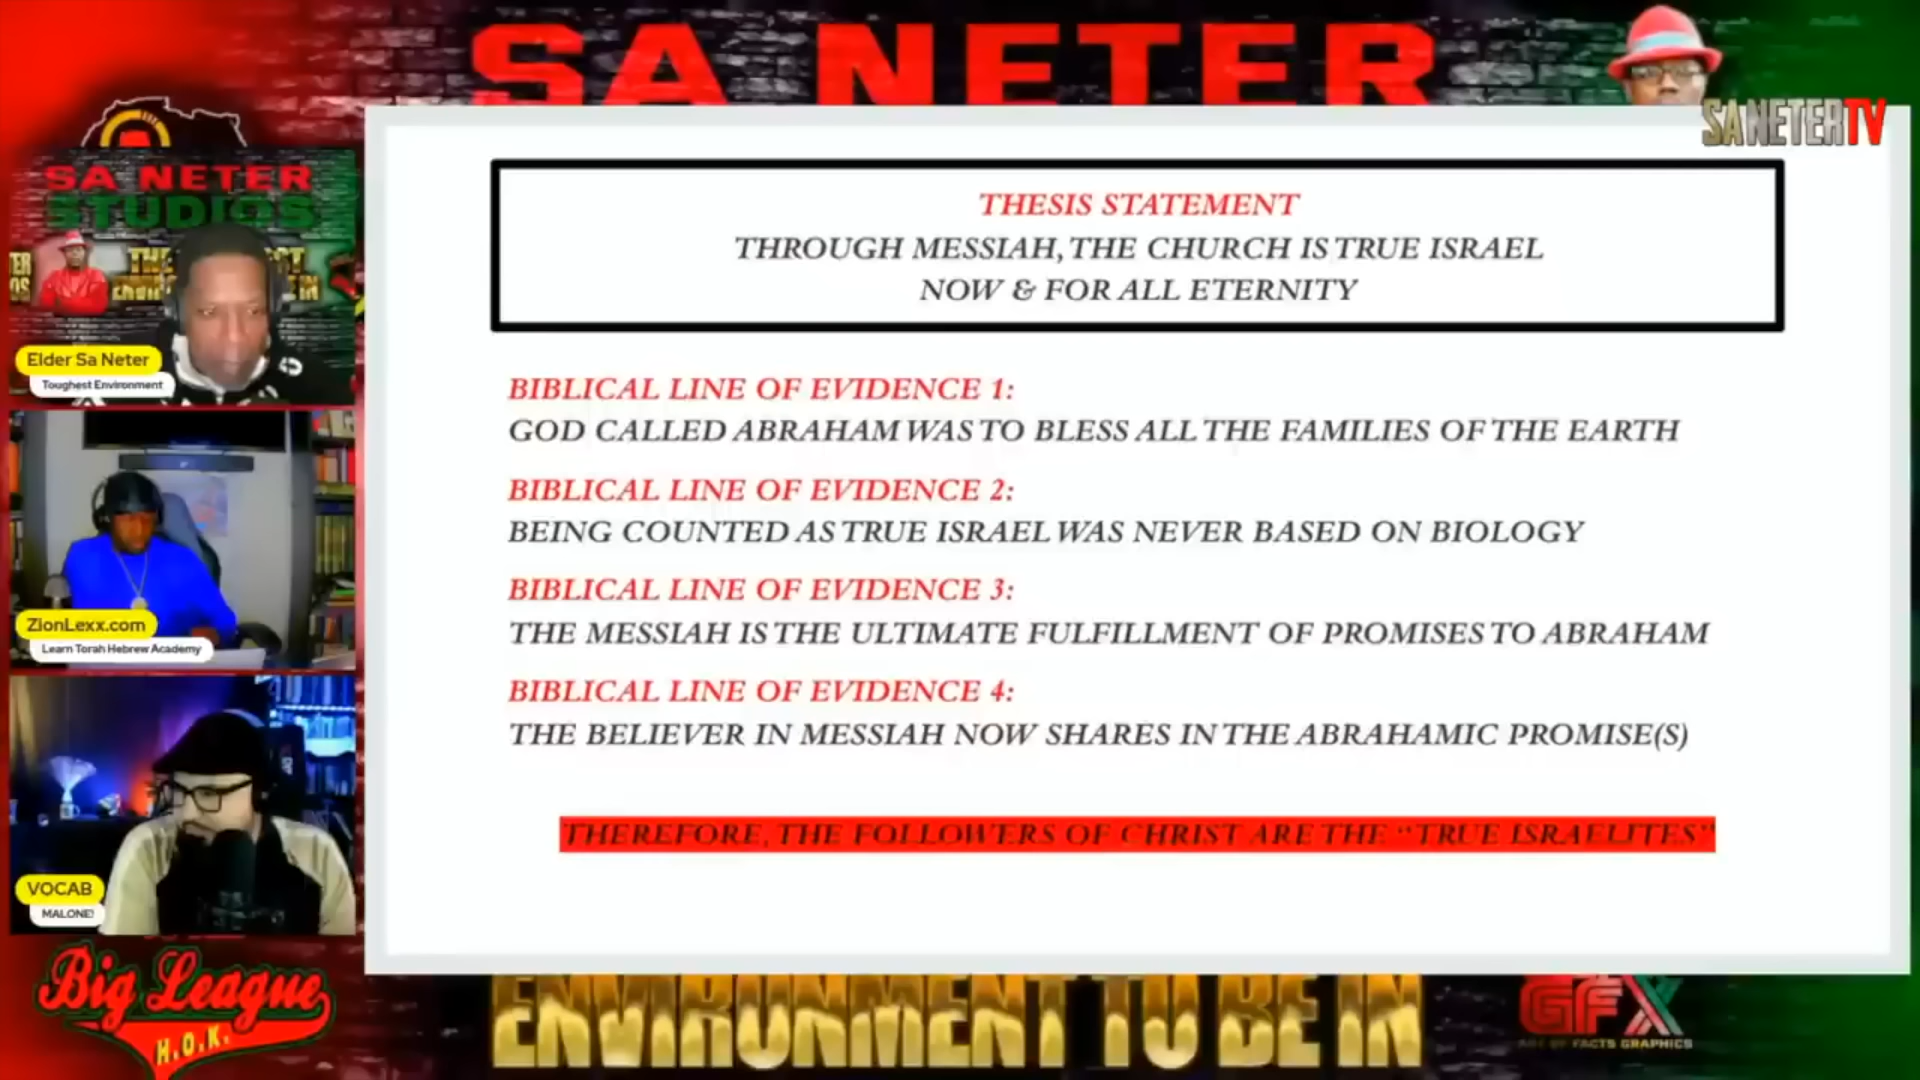 SA NETER
SANETERTV
SA NETER
STUDIOS
Elder Sa Neter
Toughest Environment
ZionLexx.com
Learn Torah Hebrew Academy
VOCAB
MALONE!
Big League
H.O.K.
THESIS STATEMENT
THROUGH MESSIAH, THE CHURCH IS TRUE ISRAEL
NOW & FOR ALL ETERNITY
BIBLICAL LINE OF EVIDENCE 1:
GOD CALLED ABRAHAM WAS TO BLESS ALL THE FAMILIES OF THE EARTH
BIBLICAL LINE OF EVIDENCE 2:
BEING COUNTED AS TRUE ISRAEL WAS NEVER BASED ON BIOLOGY
BIBLICAL LINE OF EVIDENCE 3:
THE MESSIAH IS THE ULTIMATE FULFILLMENT OF PROMISES TO ABRAHAM
BIBLICAL LINE OF EVIDENCE 4:
THE BELIEVER IN MESSIAH NOW SHARES IN THE ABRAHAMIC PROMISE(S)
THEREFORE, THE FOLLOWERS OF CHRIST ARE THE "TRUE ISRAELITES"
ENVIRONMENT TO BE IN
GFX
ART OF FACTS GRAPHICS